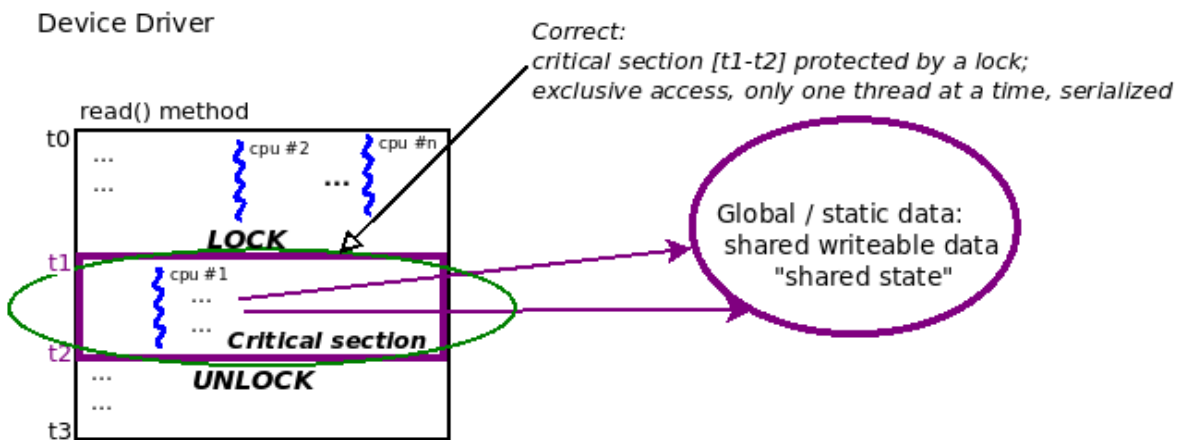 Device Driver
Correct:
critical section [t1-t2] protected by a lock;
exclusive access, only one thread at a time, serialized
read() method
t0
...
cpu #2
cpu #n
...
...
LOCK
t1
cpu #1
...
...
Critical section
t2
UNLOCK
...
...
t3
Global / static data:
shared writeable data
"shared state"